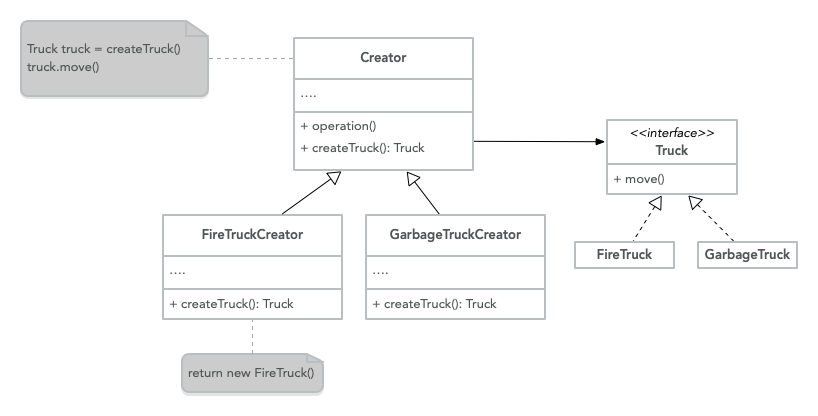 Truck truck = createTruck()
truck.move()
Creator
....
+ operation()
+ createTruck(): Truck
<<interface>>
Truck
+ move()
FireTruckCreator
....
+ createTruck(): Truck
GarbageTruckCreator
....
+ createTruck(): Truck
FireTruck
GarbageTruck
return new FireTruck()